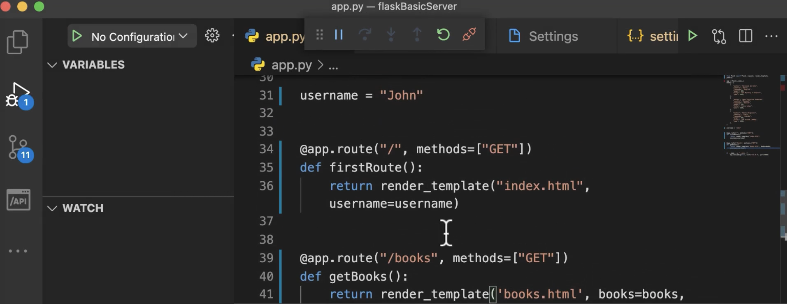 app.py — flaskBasicServer
No Configuratio
app.py
Settings
{..} settin
VARIABLES
app.py > ...
30
31 username = "John"
32
33
34 @app.route("/", methods=["GET"])
35 def firstRoute():
36 return render_template("index.html",
username=username)
37
38
39 @app.route("/books", methods=["GET"])
40 def getBooks():
41 return render_template('books.html', books=books,
1
11
/API
WATCH